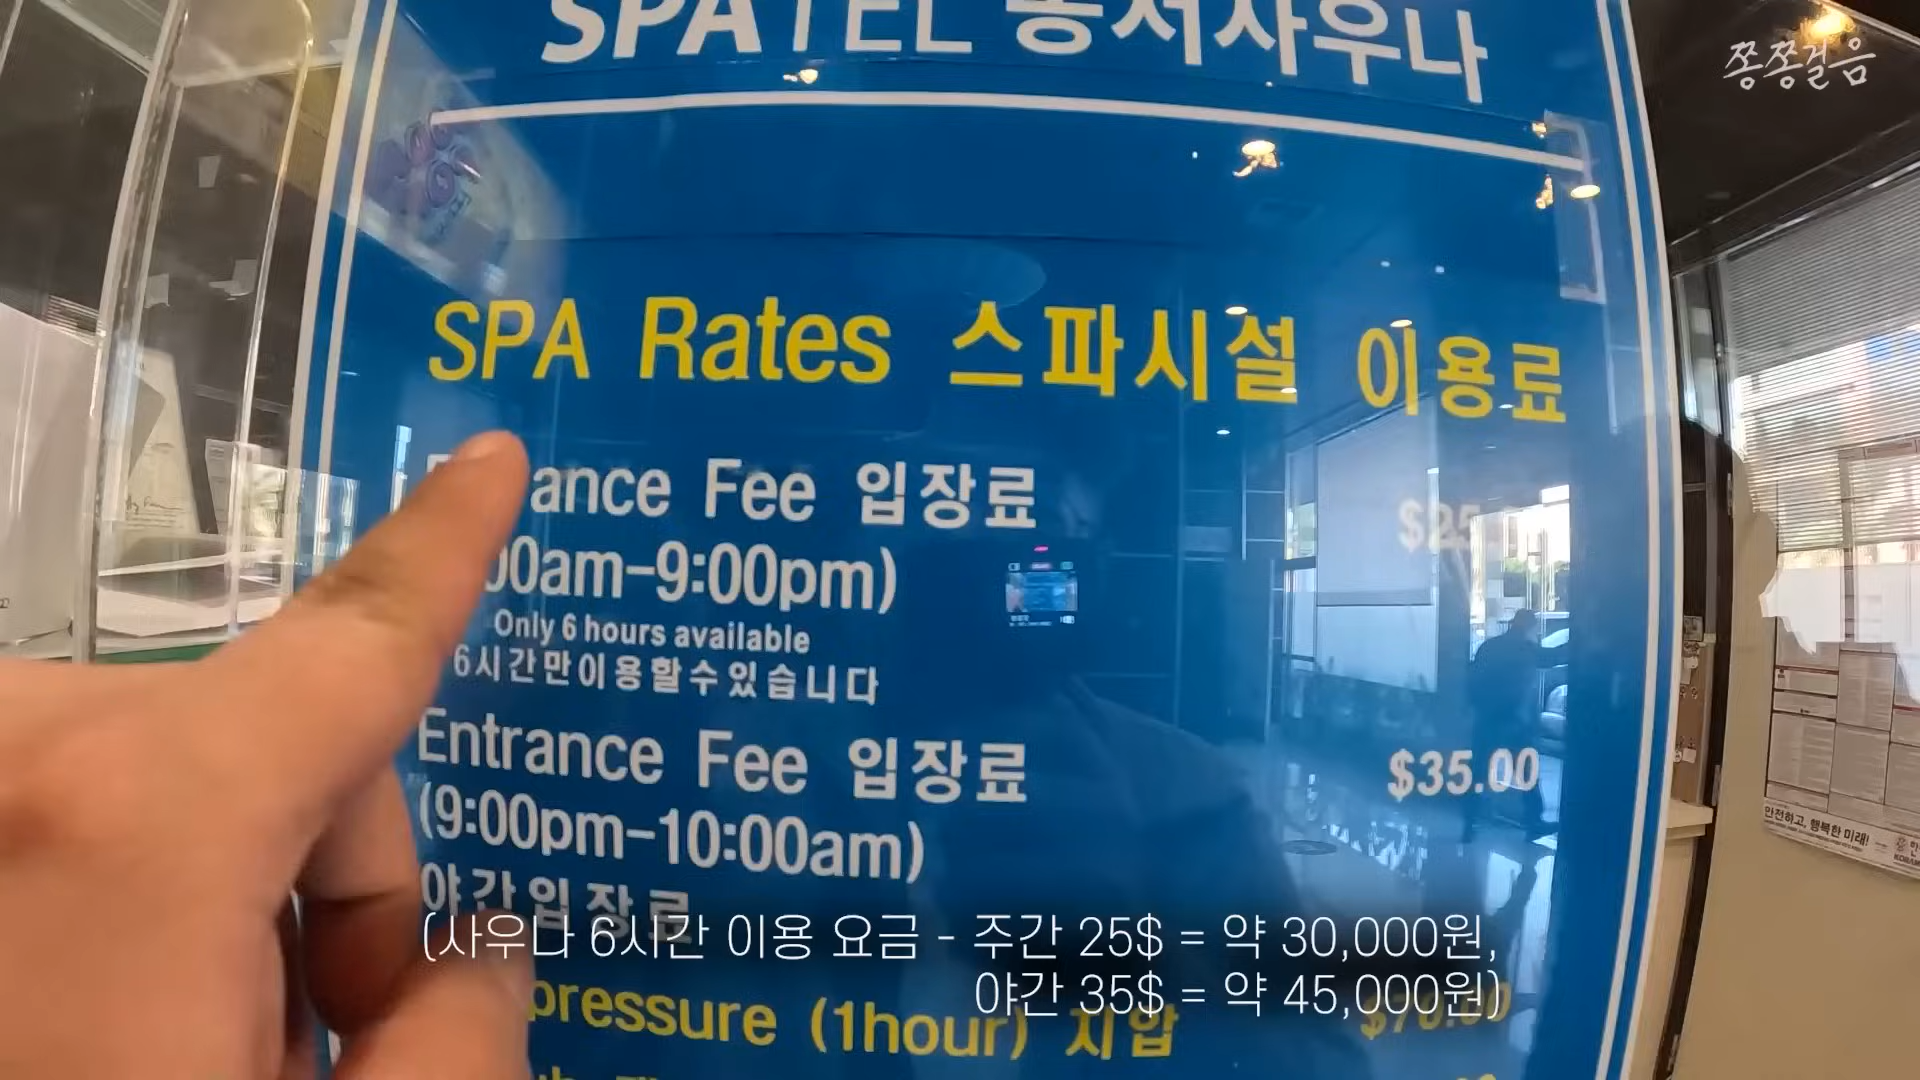 SPATEL 동서사우나
쫑쫑걸음
SPA Rates 스파시설 이용료
Fee 입장료
00am-9:00pm)
Only 6 hours available
6시간만이용할수있습니다
Entrance Fee 입장료 $35.00
(9:00pm-10:00am)
야간입장료
(사우나 6시간 이용 요금 - 주간 25$ = 약 30,000원,
야간 35$ = 약 45,000원)
pressure (1hour) 지압 $70.00
안전하고, 행복한 미래!